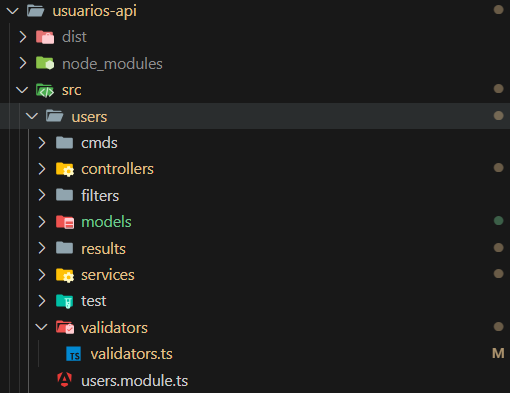 usuarios-api
dist
node_modules
src
users
cmds
controllers
filters
models
results
services
test
validators
TS validators.ts M
users.module.ts